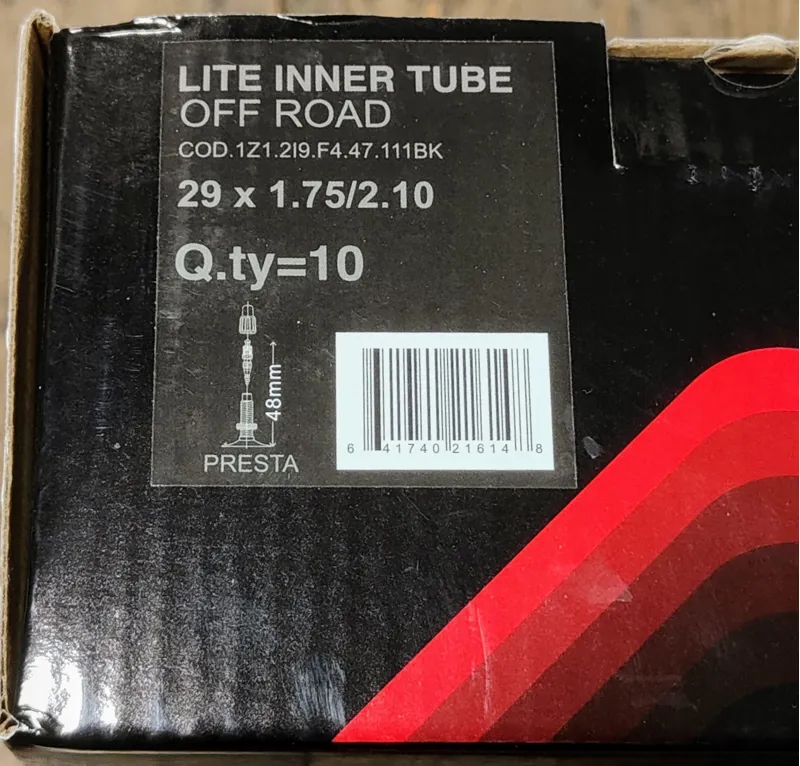 LITE INNER TUBE
OFF ROAD
COD.1Z1.2I9.F4.47.111BK
29 x 1.75/2.10
Q.ty=10
48mm
PRESTA
6 41740 21614 8